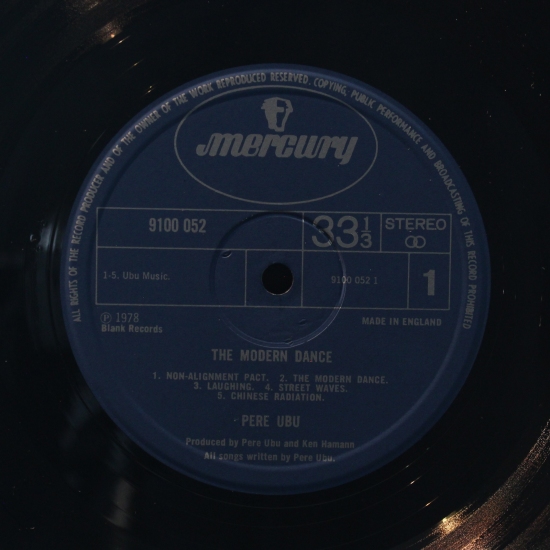 ALL RIGHTS OF THE RECORD PRODUCER AND OF THE OWNER OF THE WORK REPRODUCED RESERVED. COPYING, PUBLIC PERFORMANCE AND BROADCASTING OF THIS RECORD PROHIBITED
mercury
9100 052
33 1/3
STEREO
1-5. Ubu Music.
9100 052 1
1
℗ 1978
Blank Records
MADE IN ENGLAND
THE MODERN DANCE
1. NON-ALIGNMENT PACT. 2. THE MODERN DANCE.
3. LAUGHING. 4. STREET WAVES.
5. CHINESE RADIATION.
PERE UBU
Produced by Pere Ubu and Ken Hamann
All songs written by Pere Ubu.